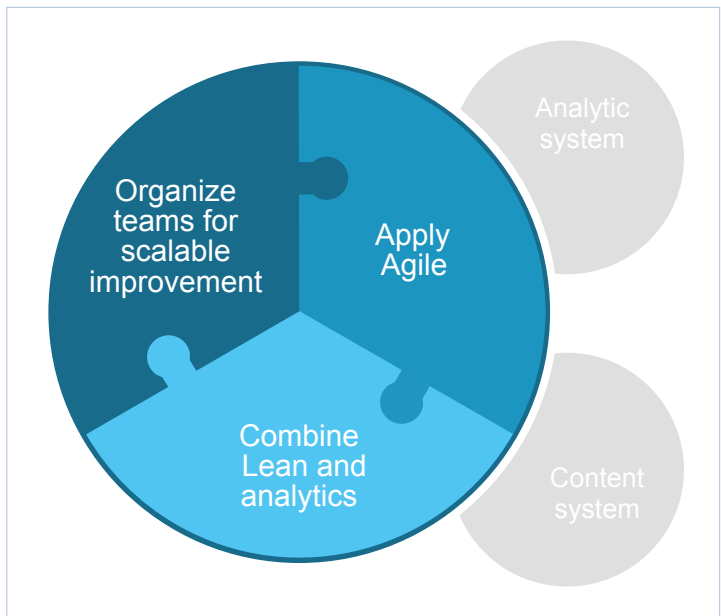 Organize
teams for
scalable
improvement
Apply
Agile
Combine
Lean and
analytics
Analytic
system
Content
system